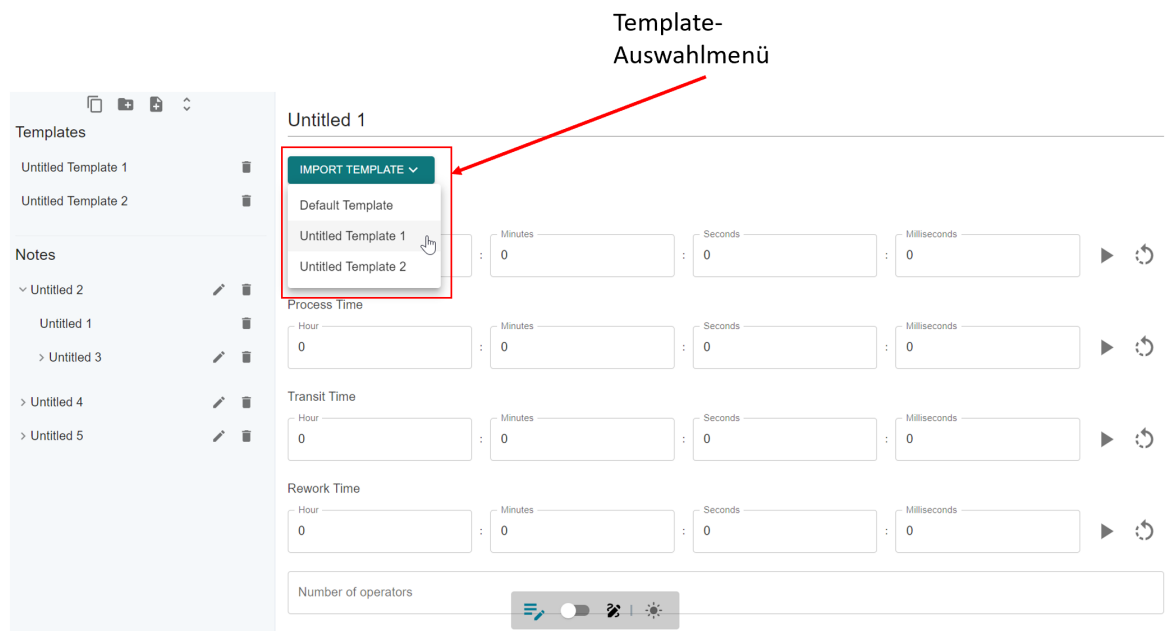 Template-
Auswahlmenü
Templates
Untitled Template 1
Untitled Template 2
Notes
Untitled 2
Untitled 1
Untitled 3
Untitled 4
Untitled 5
Untitled 1
IMPORT TEMPLATE
Default Template
Untitled Template 1
Untitled Template 2
Minutes Seconds Milliseconds
: 0 : 0 : 0
Process Time
Hour Minutes Seconds Milliseconds
0 : 0 : 0 : 0
Transit Time
Hour Minutes Seconds Milliseconds
0 : 0 : 0 : 0
Rework Time
Hour Minutes Seconds Milliseconds
0 : 0 : 0 : 0
Number of operators